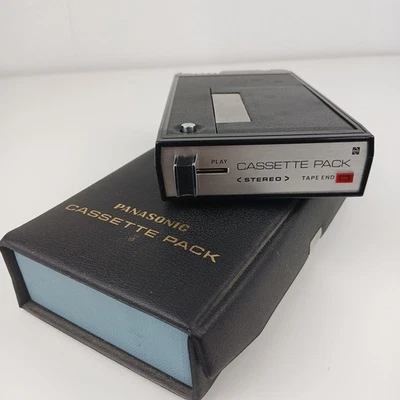 PLAY
CASSETTE PACK
<STEREO> TAPE END
PANASONIC
CASSETTE PACK